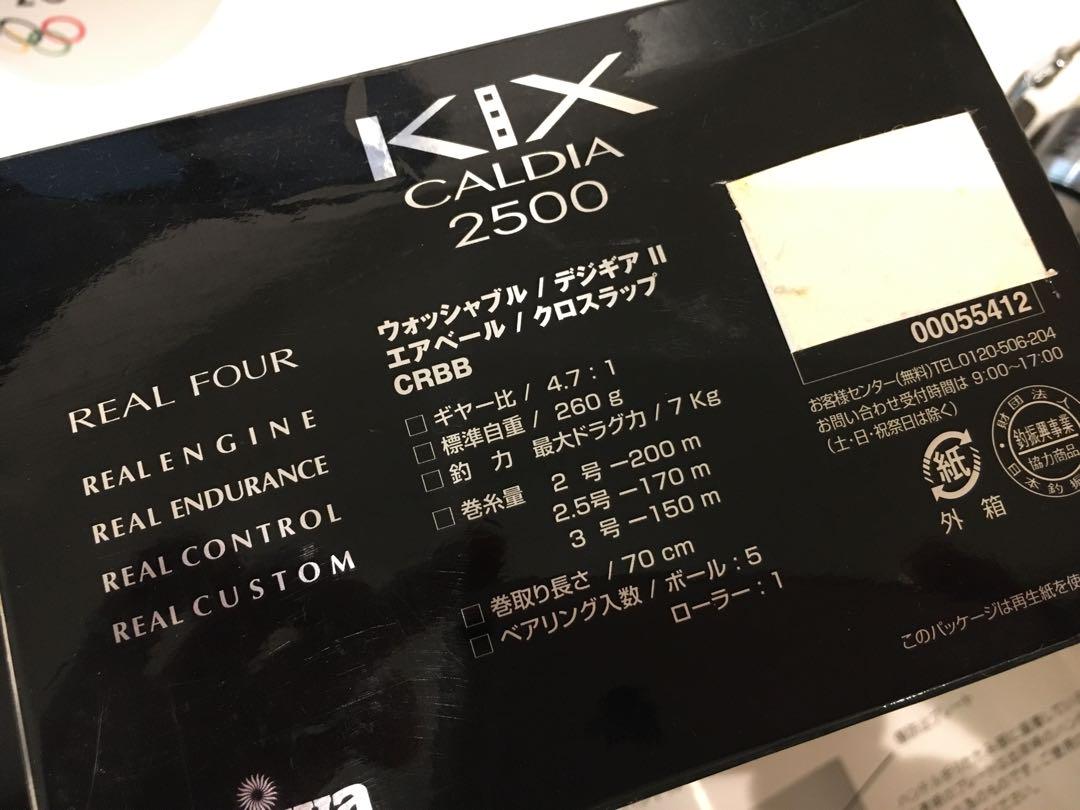 KIX
CALDIA
2500
ウォッシャブル / デジギア II
エアベール / クロスラップ
CRBB
□ ギヤー比 / 4.7：1
□ 標準自重 / 260 g
□ 釣 力 最大ドラグ力 / 7 Kg
□ 巻糸量 2 号 −200 m
2.5号 −170 m
3 号 −150 m
□ 巻取り長さ / 70 cm
□ ベアリング入数 / ボール：5
ローラー：1
REAL FOUR
REAL ENGINE
REAL ENDURANCE
REAL CONTROL
REAL CUSTOM
00055412
お客様センター(無料)TEL0120-506-204
お問い合わせ受付時間は 9:00〜17:00
(土・日・祝祭日は除く)
紙
外 箱
財団法人
釣振興事業
協力商品
日本釣振
このパッケージは再生紙を使